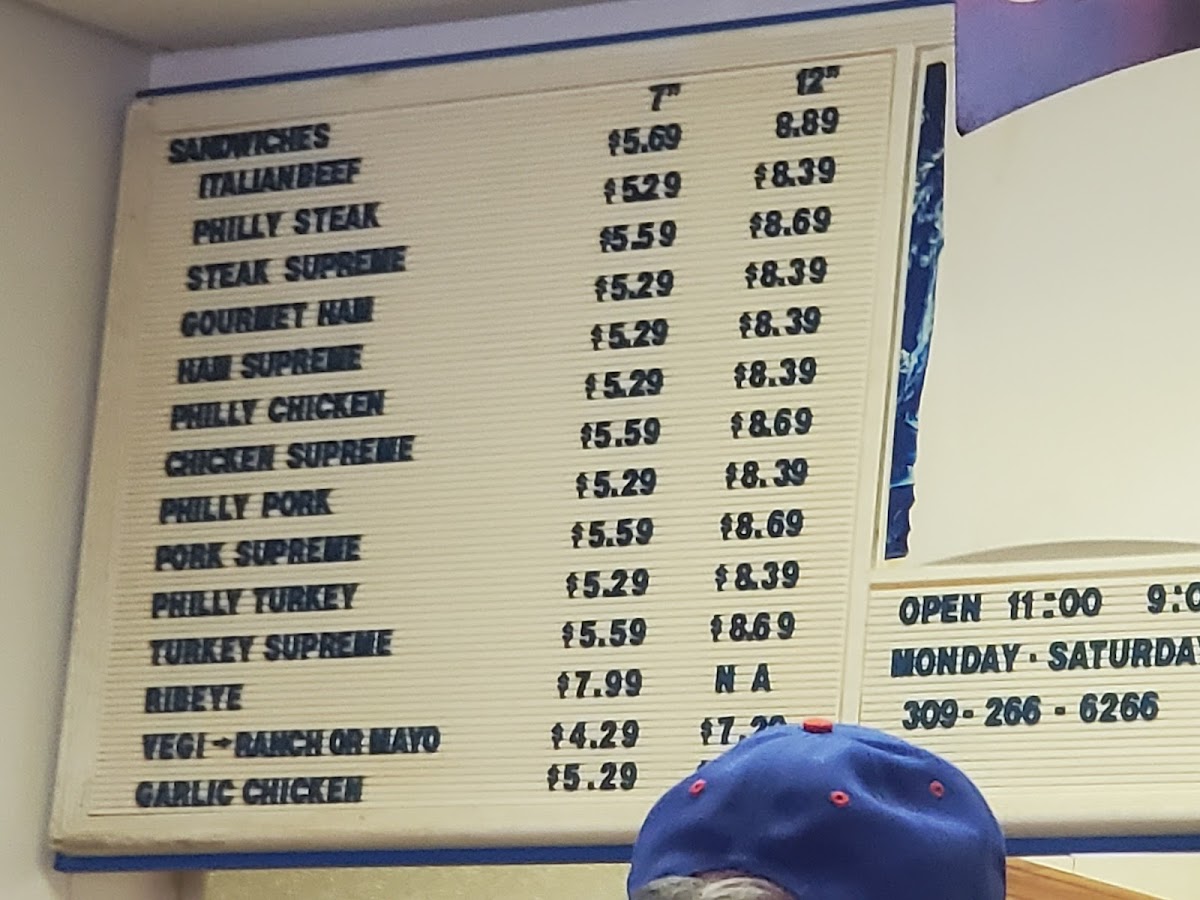 SANDWICHES 7" 12"
ITALIAN BEEF $5.69 8.89
PHILLY STEAK $5.29 $8.39
STEAK SUPREME $5.59 $8.69
GOURMET HAM $5.29 $8.39
HAM SUPREME $5.29 $8.39
PHILLY CHICKEN $5.29 $8.39
CHICKEN SUPREME $5.59 $8.69
PHILLY PORK $5.29 $8.39
PORK SUPREME $5.59 $8.69
PHILLY TURKEY $5.29 $8.39
TURKEY SUPREME $5.59 $8.69
RIBEYE $7.99 N A
VEGI - RANCH OR MAYO $4.29
GARLIC CHICKEN $5.29
OPEN 11:00
MONDAY - SATURDAY
309 - 266 - 6266